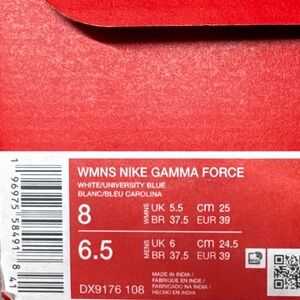 WMNS NIKE GAMMA FORCE
WHITE/UNIVERSITY BLUE
BLANC/BLEU CAROLINA
8 WMNS UK 5.5 cm 25
BR 37.5 EUR 39
6.5 MENS UK 6 cm 24.5
BR 37.5 EUR 39
DX9176 108
MADE IN INDIA /
FABRIQUE EN INDE /
FABRICADO NA ÍNDIA /
HECHO EN INDIA
1 96975 58491 8 41